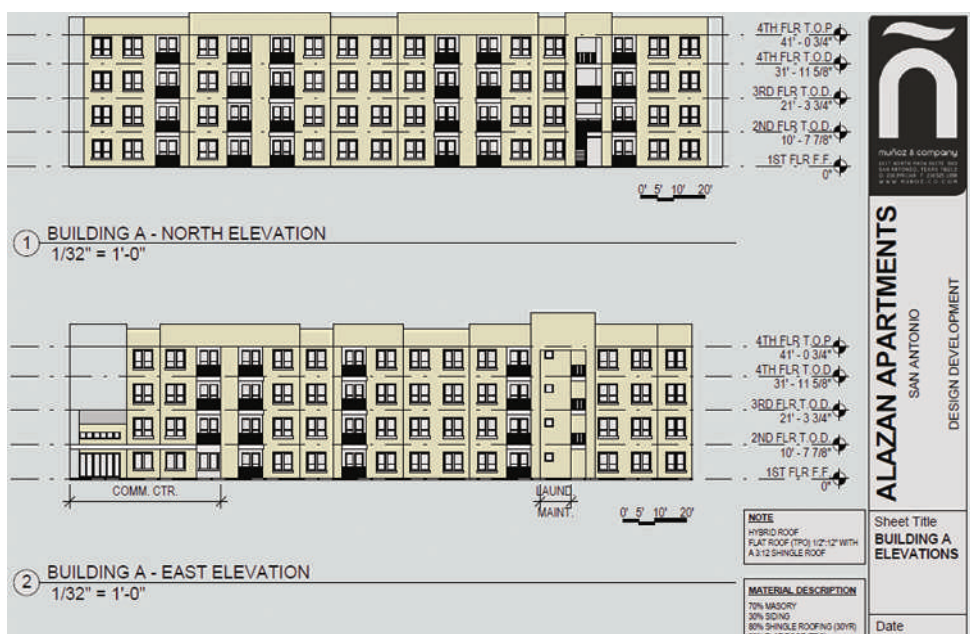 4TH FLR T.O.P.
41' - 0 3/4"
4TH FLR T.O.D.
31' - 11 5/8"
3RD FLR T.O.D.
21' - 3 3/4"
2ND FLR T.O.D.
10' - 7 7/8"
1ST FLR F.F.
0"
0' 5' 10' 20'
1 BUILDING A - NORTH ELEVATION
1/32" = 1'-0"
4TH FLR T.O.P.
41' - 0 3/4"
4TH FLR T.O.D.
31' - 11 5/8"
3RD FLR T.O.D.
21' - 3 3/4"
2ND FLR T.O.D.
10' - 7 7/8"
1ST FLR F.F.
0"
COMM. CTR.
LAUND.
MAINT.
0' 5' 10' 20'
2 BUILDING A - EAST ELEVATION
1/32" = 1'-0"
NOTE
HYBRID ROOF
FLAT ROOF (TPO) 1/2":12" WITH
A 3:12 SHINGLE ROOF
MATERIAL DESCRIPTION
70% MASORY
30% SIDING
80% SHINGLE ROOFING (30YR)
ñ
muñoz & company
ALAZAN APARTMENTS
SAN ANTONIO
DESIGN DEVELOPMENT
Sheet Title
BUILDING A
ELEVATIONS
Date